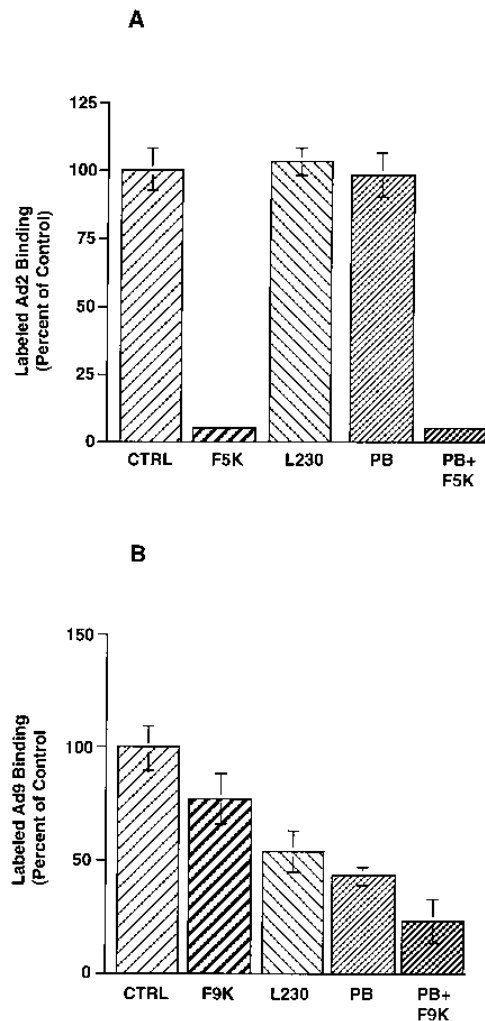 A
Labeled Ad2 Binding
(Percent of Control)
125
100
75
50
25
0
CTRL F5K L230 PB PB+
F5K
B
Labeled Ad9 Binding
(Percent of Control
150
100
50
0
CTRL F9K L230 PB PB+
F9K